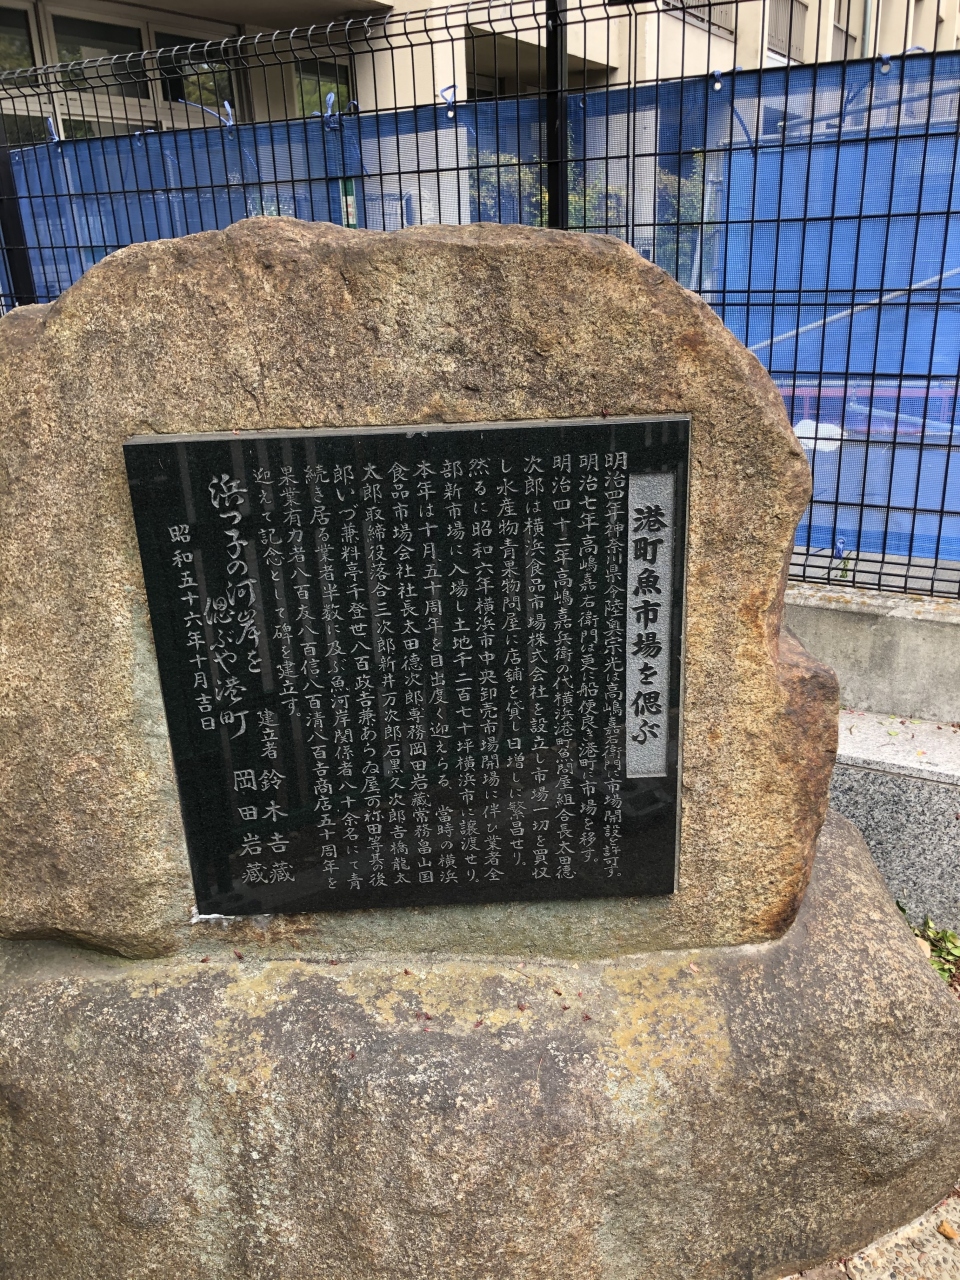 港町魚市場を偲ぶ
明治四年神奈川県令陸奥宗光は高嶋嘉右衛門に市場開設を許可す。
明治七年高嶋嘉右衛門は更に船便良き港町に市場を移す。
明治四十二年高嶋嘉兵衛の代横浜港町魚問屋組合長太田徳
次郎は横浜食品市場株式会社を設立し市場一切を買収
し水産物青果物問屋に店舗を貸し日増しに繁昌せり。
然るに昭和六年横浜市中央卸売市場開場に伴ひ業者全
部新市場に入場し土地千二百七十坪横浜市に譲渡せり。
本年は十月五十周年を目出度く迎えらる、當時の横浜
食品市場会社社長太田徳次郎専務岡田岩蔵常務畠山国
太郎取締役落合三次郎新井万次郎石黒久次郎吉橋龍太
郎いづ兼料亭千登世八百政吉兼あらゐ屋の祢田等其の後
続き居る業者半数に及ぶ魚河岸関係者八十余名にて青
果業有力者八百友八百信八百清八百吉商店五十周年を
迎えて記念として碑を建立す。
建立者 鈴木吉蔵
岡田岩蔵
浜っ子の河岸を
偲ぶや港町
昭和五十六年十月吉日